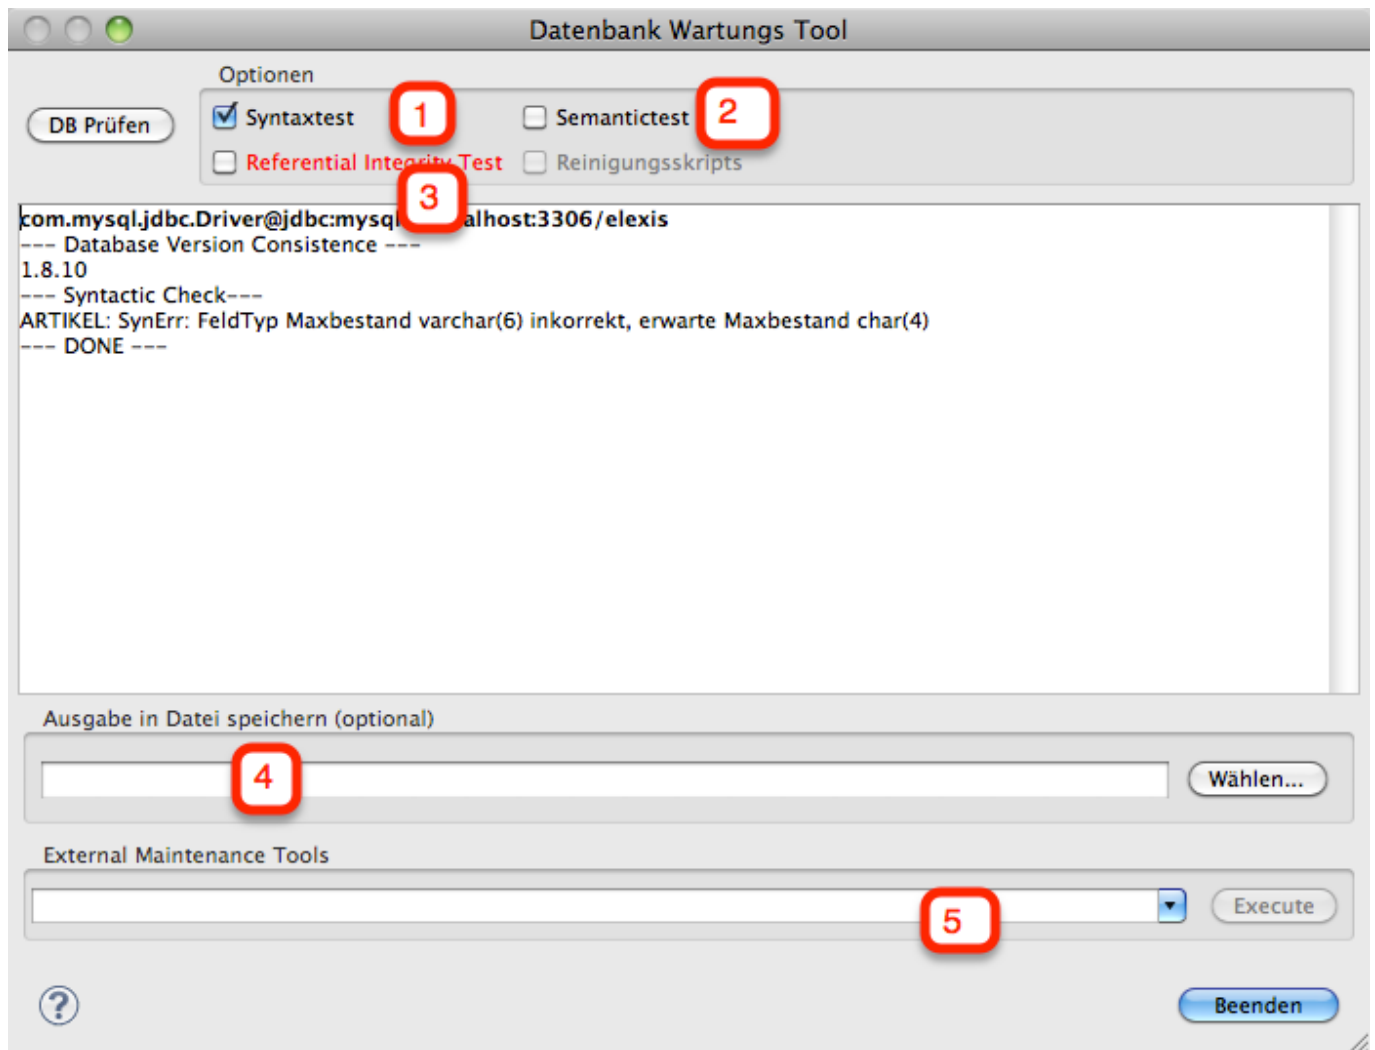 Datenbank Wartungs Tool
Optionen
DB Prüfen
Syntaxtest 1
Semantictest 2
Referential Integrity Test
Reinigungsskripts
3
com.mysql.jdbc.Driver@jdbc:mysql alhost:3306/elexis
--- Database Version Consistence ---
1.8.10
--- Syntactic Check---
ARTIKEL: SynErr: FeldTyp Maxbestand varchar(6) inkorrekt, erwarte Maxbestand char(4)
--- DONE ---
Ausgabe in Datei speichern (optional)
4
Wählen...
External Maintenance Tools
5
Execute
?
Beenden